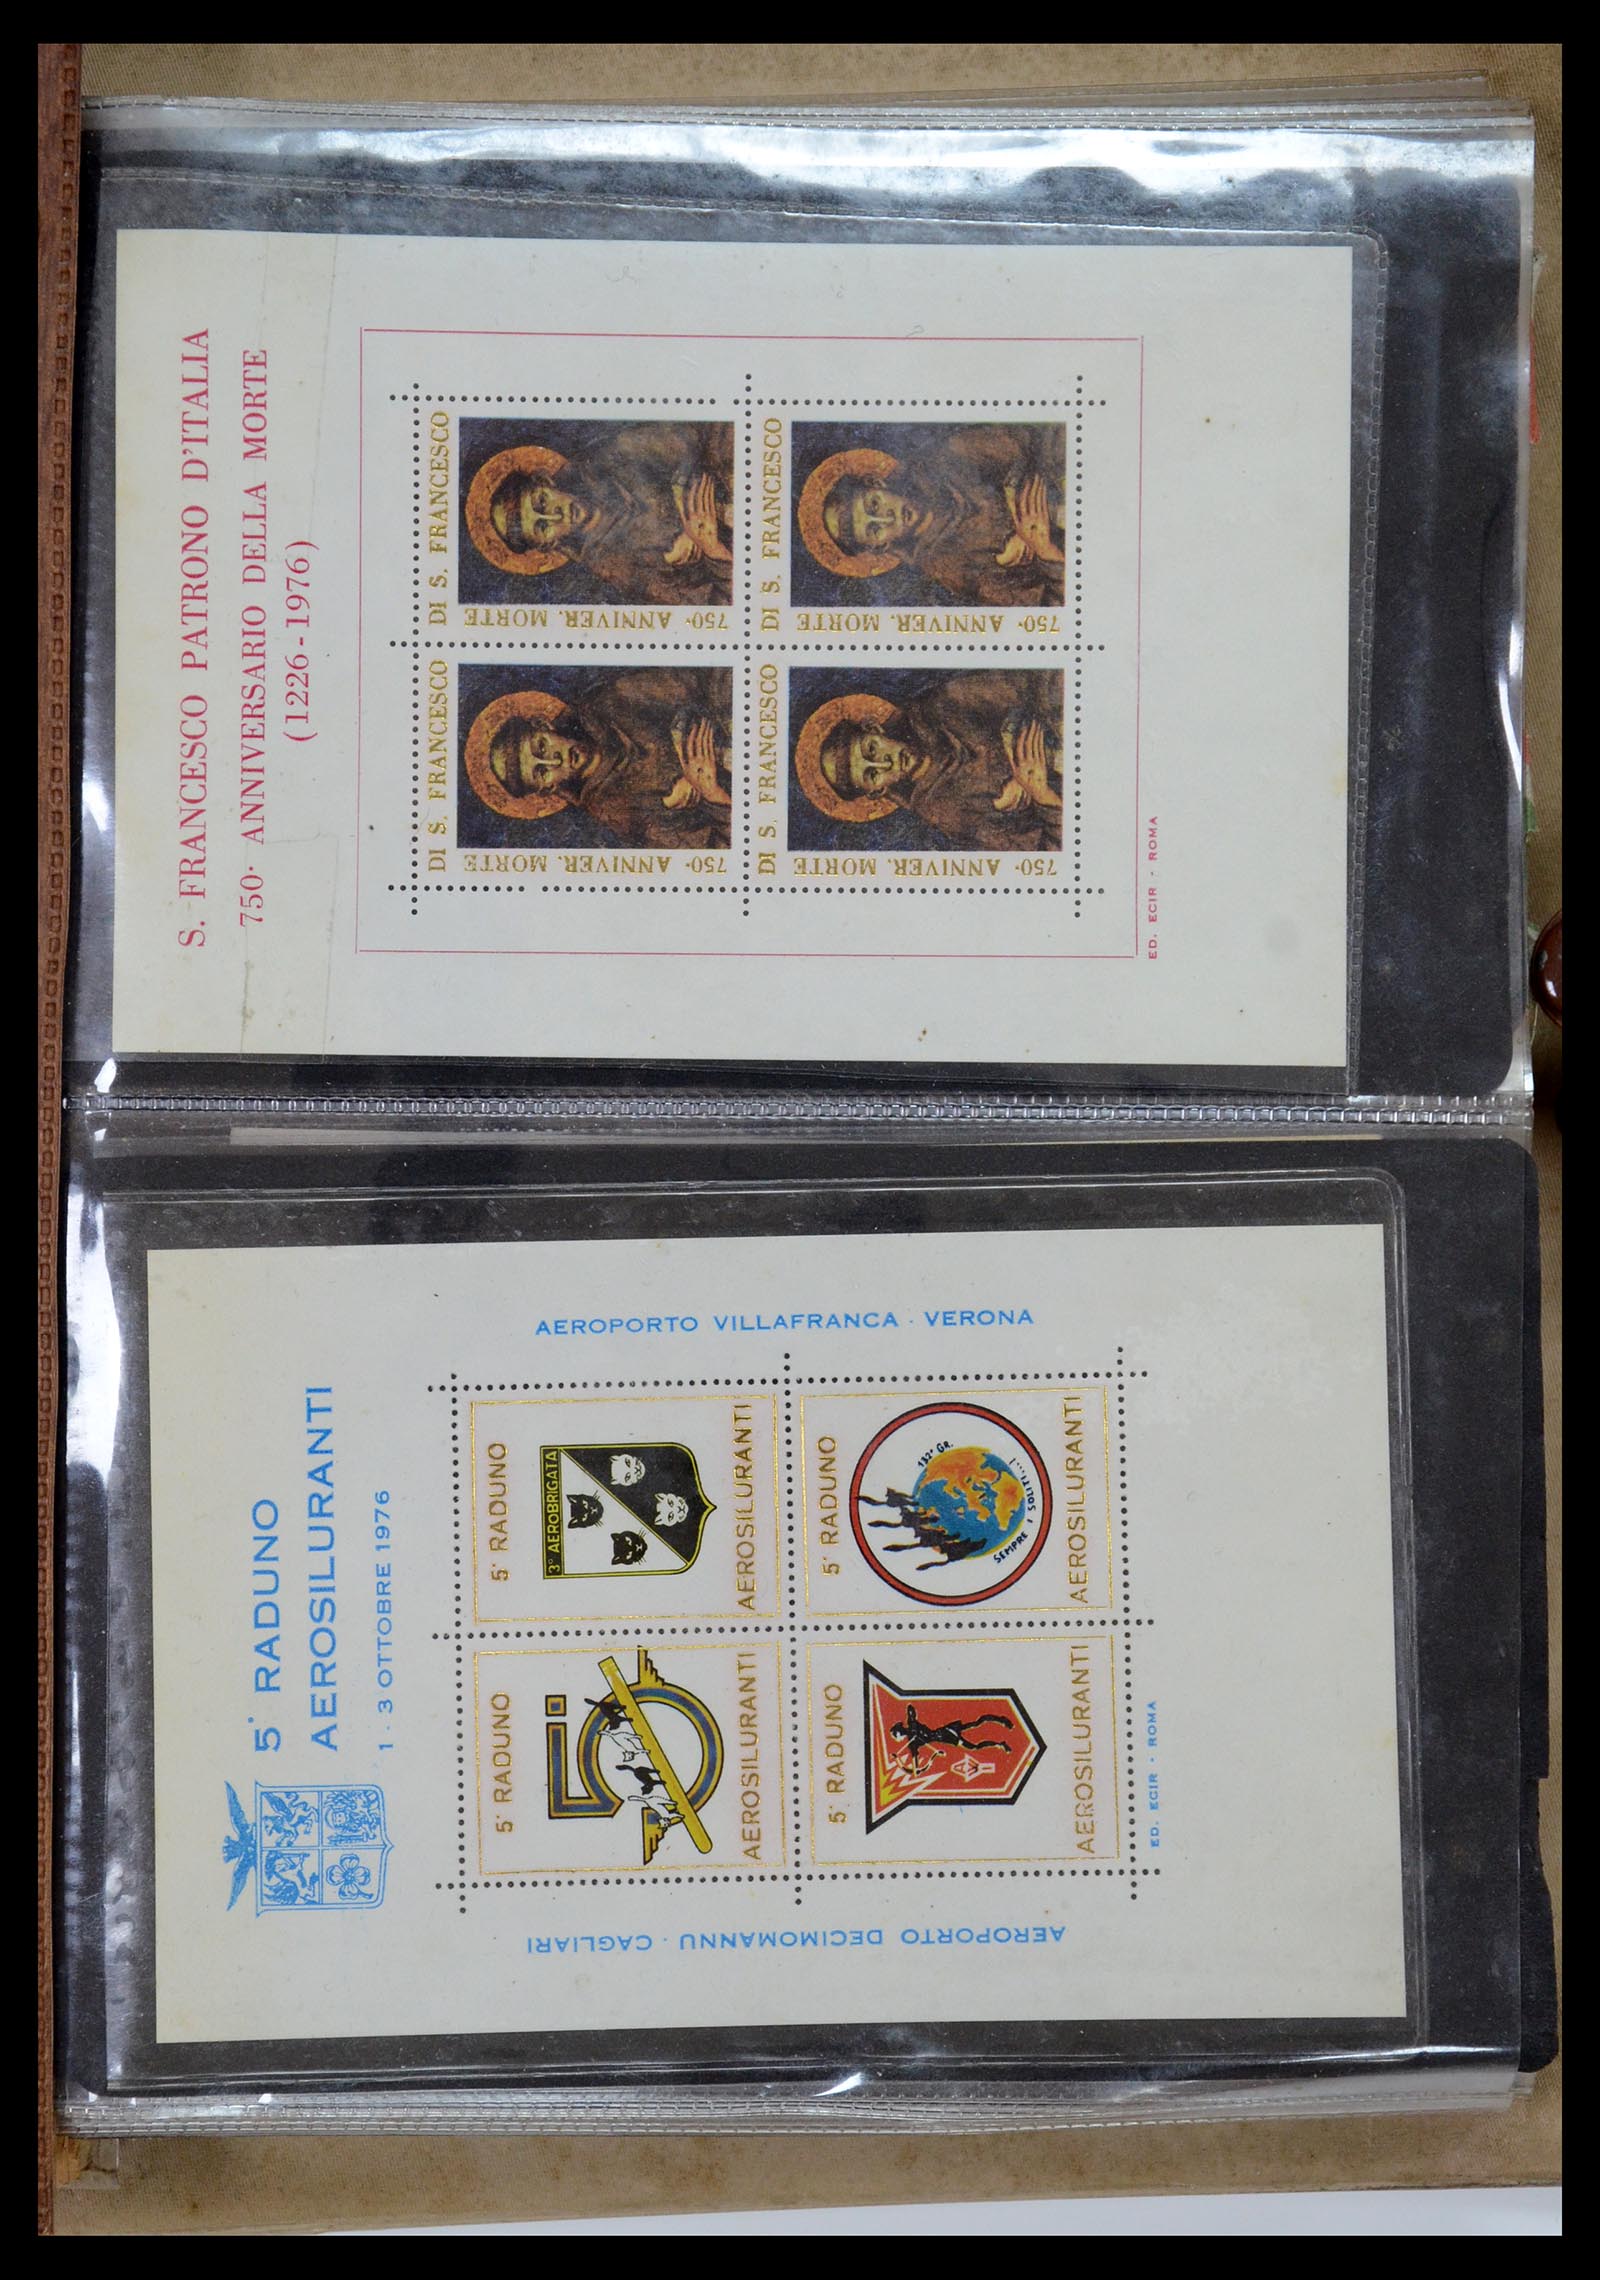 S. FRANCESCO PATRONO D'ITALIA
750· ANNIVERSARIO DELLA MORTE
(1226-1976)
DI S. FRANCESCO
750· ANNIVER. MORTE
DI S. FRANCESCO
750· ANNIVER. MORTE
DI S. FRANCESCO
750· ANNIVER. MORTE
DI S. FRANCESCO
750· ANNIVER. MORTE
ED. ECIR - ROMA
5° RADUNO
AEROSILURANTI
1 - 3 OTTOBRE 1976
AEROPORTO DECIMOMANNU - CAGLIARI
AEROPORTO VILLAFRANCA - VERONA
5° RADUNO
AEROSILURANTI
5° RADUNO
3° AEROBRIGATA
AEROSILURANTI
5° RADUNO
AEROSILURANTI
5° RADUNO
132° GR.
SEMPRE I SOLITI...!
AEROSILURANTI
ED. ECIR - ROMA